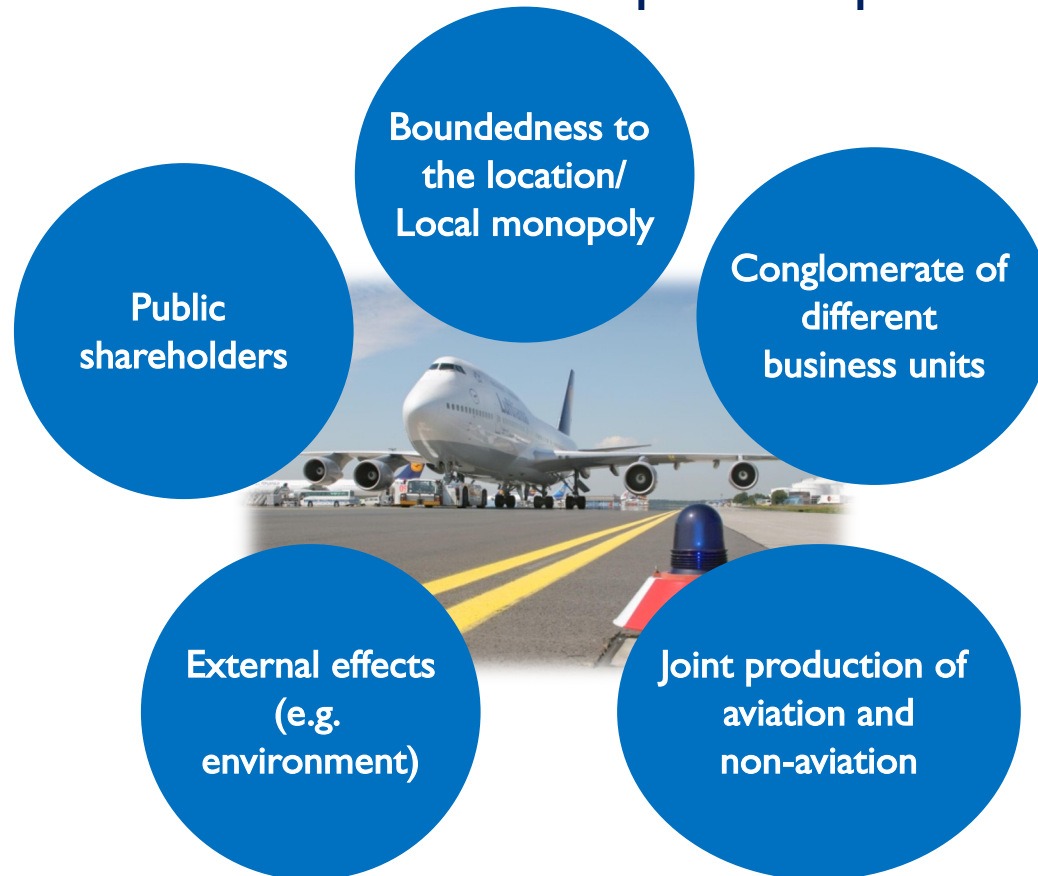 Boundedness to
the location/
Local monopoly
Public
shareholders
Conglomerate of
different
business units
External effects
(e.g.
environment)
Joint production of
aviation and
non-aviation